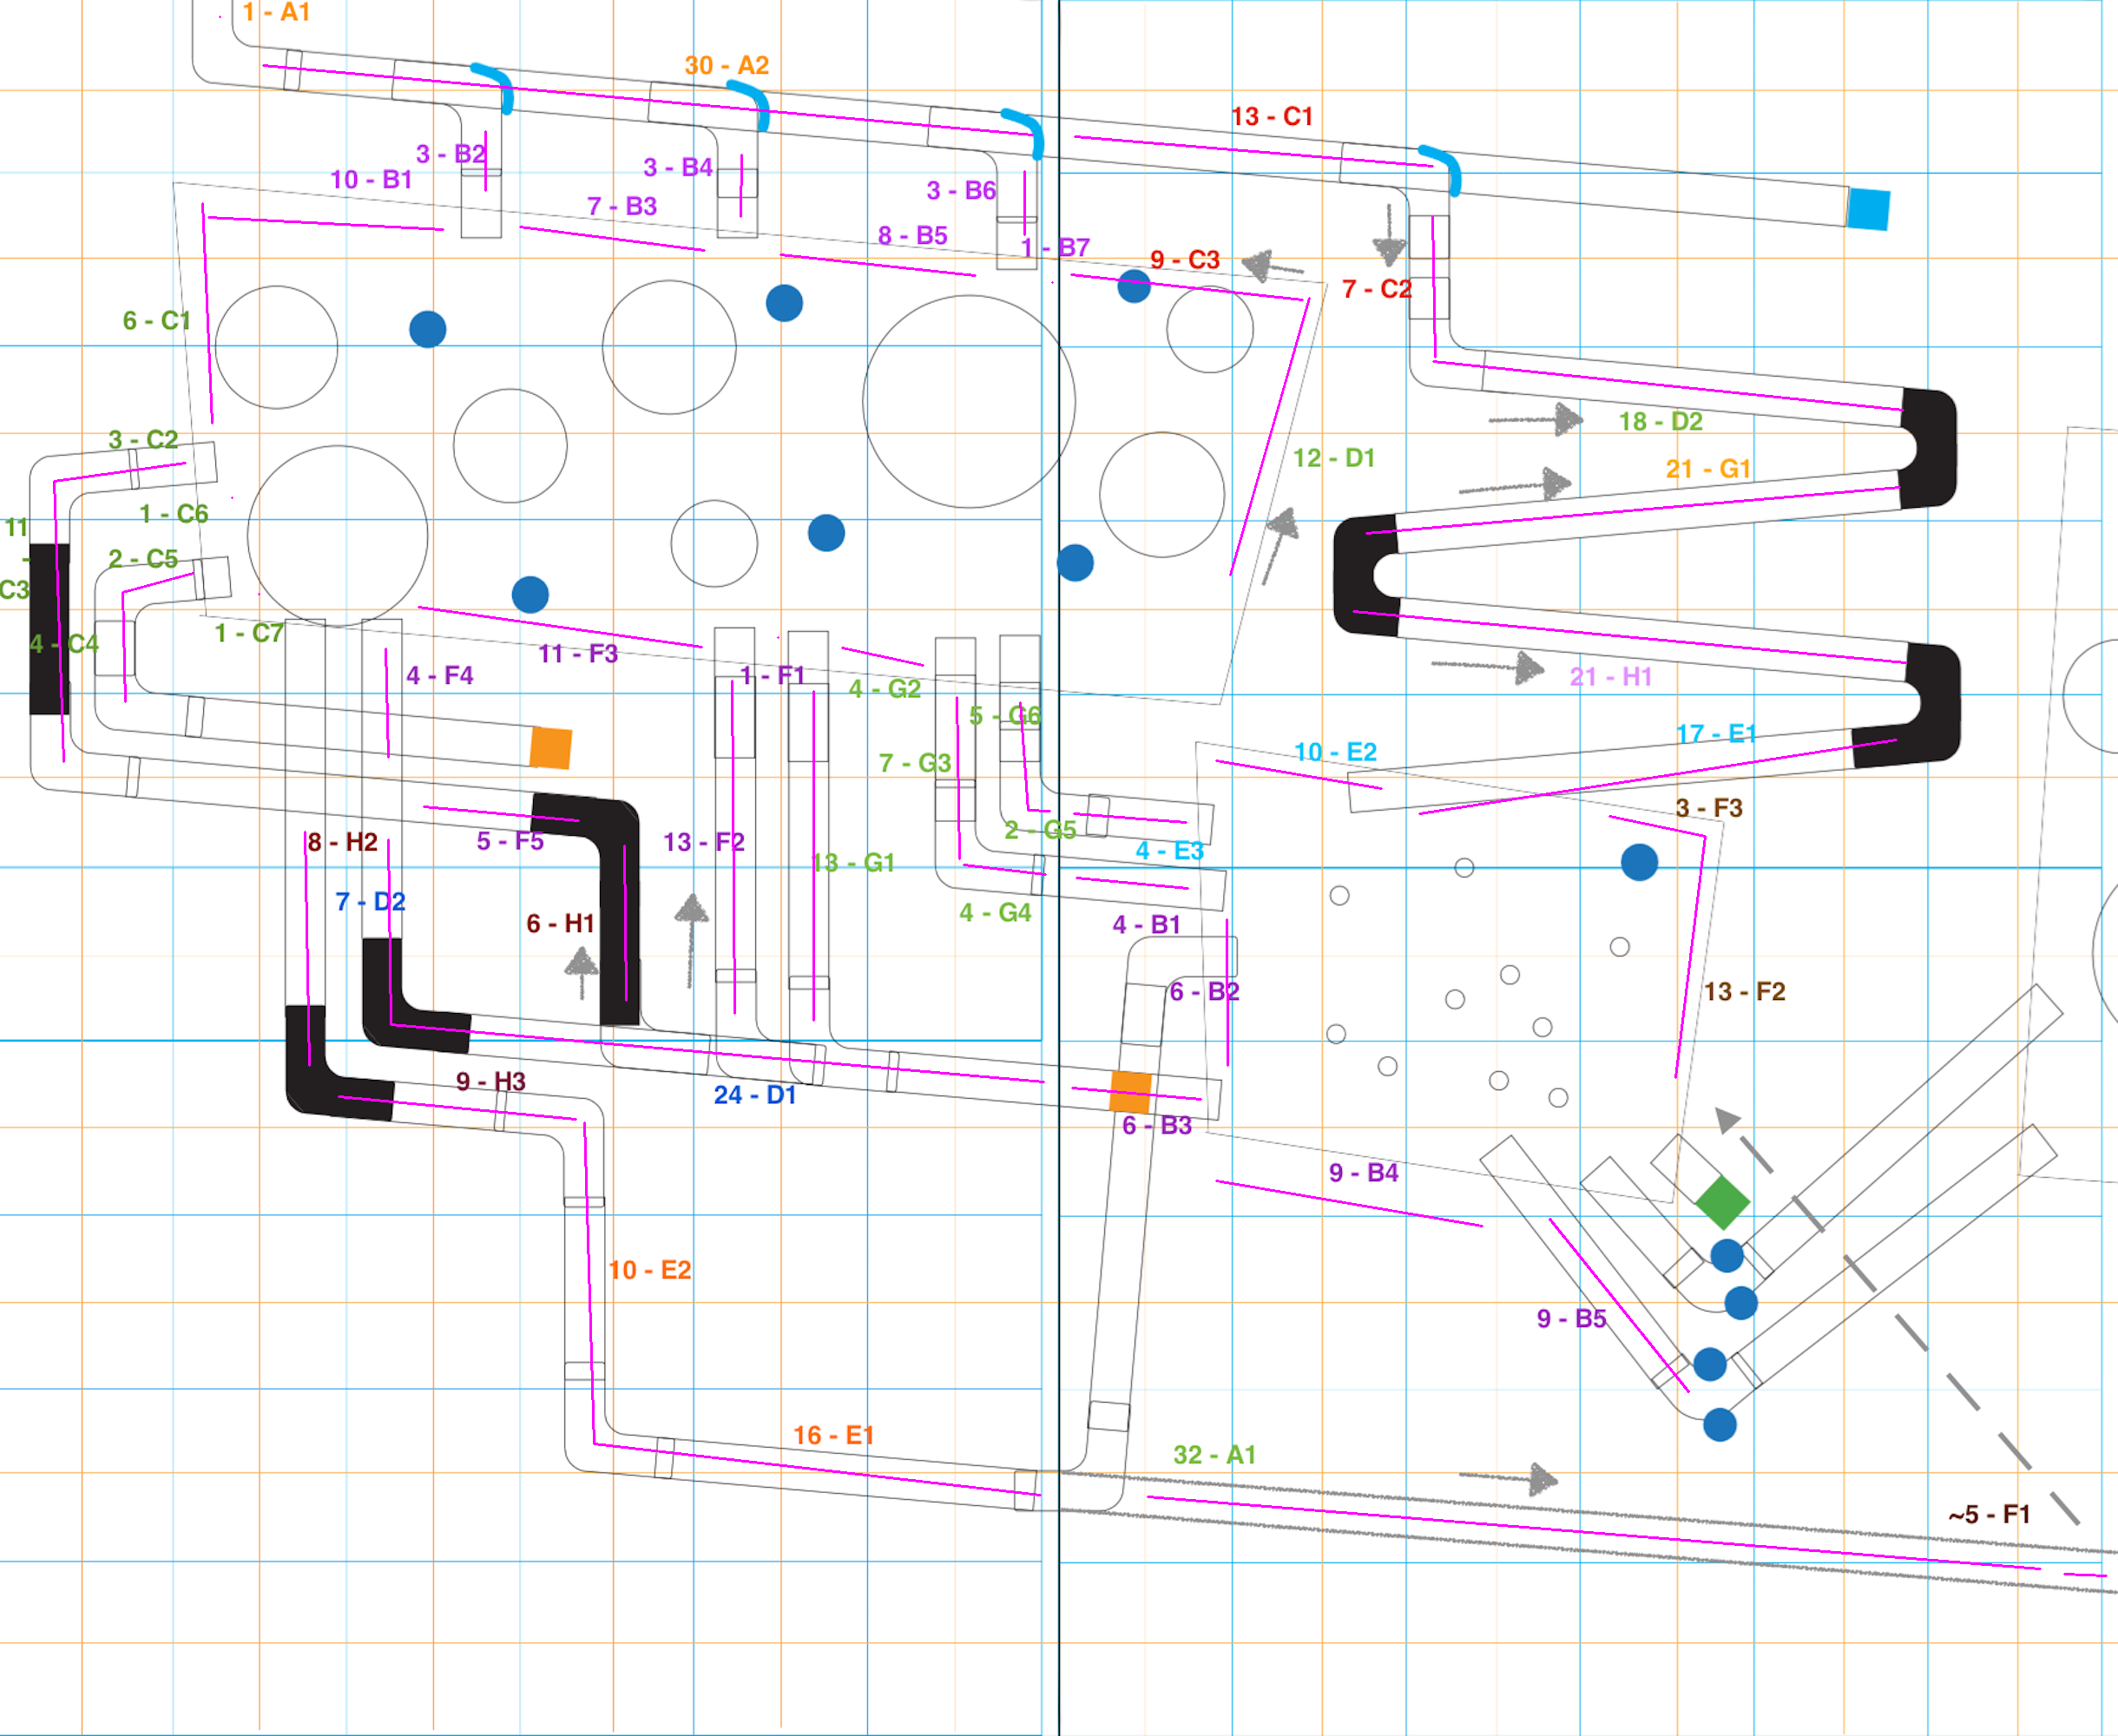 1 - A1
30 - A2
13 - C1
3 - B2
3 - B4
10 - B1
3 - B6
7 - B3
8 - B5
1 - B7
9 - C3
7 - C2
6 - C1
18 - D2
3 - C2
12 - D1
21 - G1
1 - C6
11
-
C3
2 - C5
1 - C7
4 - C4
11 - F3
4 - F4
1 - F1
4 - G2
21 - H1
5 - G6
17 - E1
10 - E2
7 - G3
3 - F3
8 - H2
5 - F5
13 - F2
2 - G5
4 - E3
13 - G1
7 - D2
4 - G4
6 - H1
4 - B1
6 - B2
13 - F2
9 - H3
24 - D1
6 - B3
9 - B4
10 - E2
9 - B5
16 - E1
32 - A1
~5 - F1